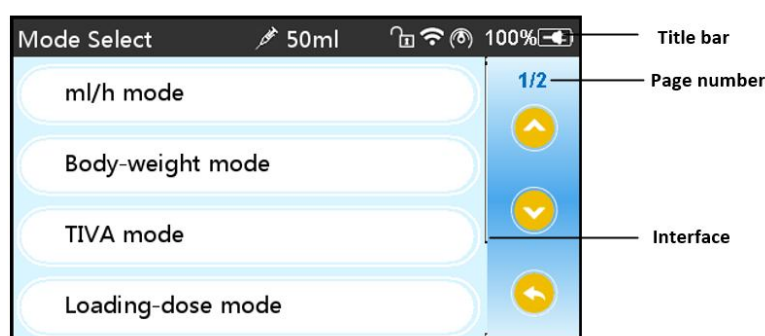 Mode Select 50ml 100% Title bar
1/2 Page number
ml/h mode
Body-weight mode
TIVA mode Interface
Loading-dose mode